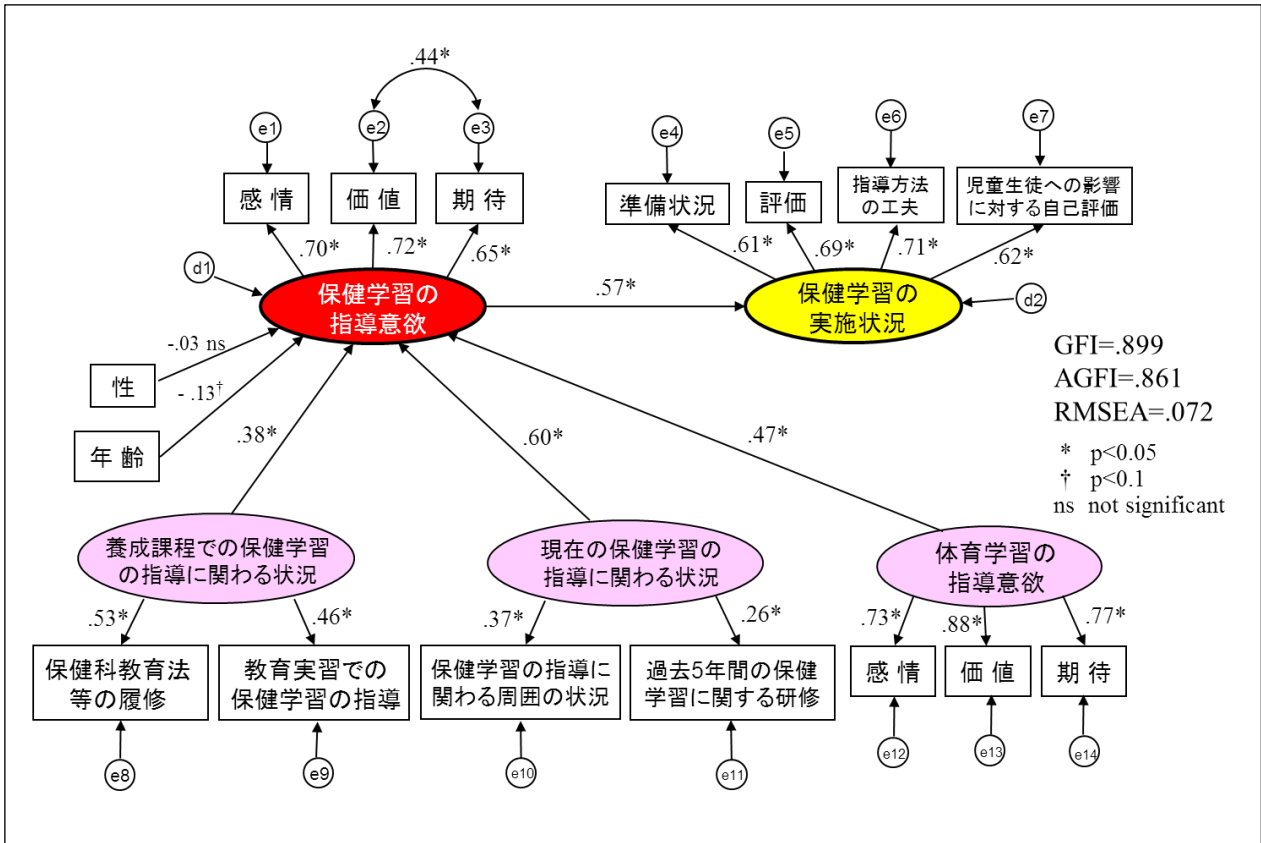 .44*
e1
e2
e3
e4
e5
e6
e7
感 情
価 値
期 待
準備状況
評価
指導方法
の工夫
児童生徒への影響
に対する自己評価
.70*
.72*
.65*
.61*
.69*
.71*
.62*
d1
保健学習の
指導意欲
.57*
保健学習の
実施状況
d2
-.03 ns
性
- .13†
年 齢
.38*
.60*
.47*
GFI=.899
AGFI=.861
RMSEA=.072
* p<0.05
† p<0.1
ns not significant
養成課程での保健学習
の指導に関わる状況
現在の保健学習の
指導に関わる状況
体育学習の
指導意欲
.53*
.46*
.37*
.26*
.73*
.88*
.77*
保健科教育法
等の履修
教育実習での
保健学習の指導
保健学習の指導に
関わる周囲の状況
過去5年間の保健
学習に関する研修
感 情
価 値
期 待
e8
e9
e10
e11
e12
e13
e14